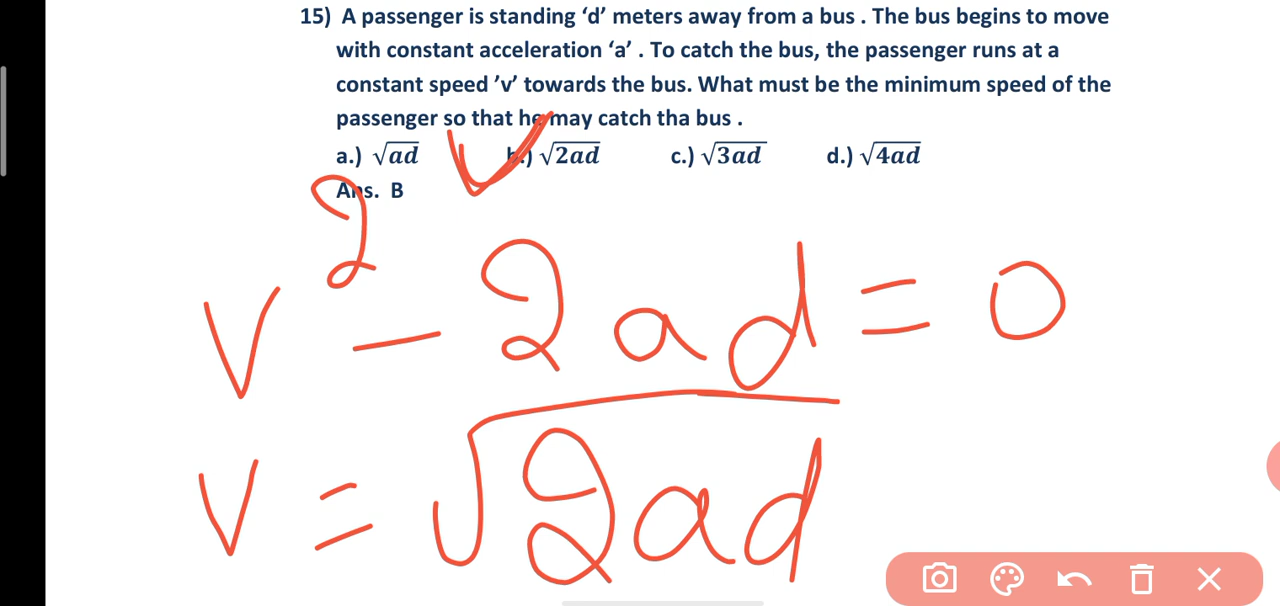 15) A passenger is standing ‘d’ meters away from a bus . The bus begins to move
with constant acceleration ‘a’ . To catch the bus, the passenger runs at a
constant speed ’v’ towards the bus. What must be the minimum speed of the
passenger so that he may catch tha bus .
a.) √ad b.) √2ad c.) √3ad d.) √4ad
Ans. B
v² – 2ad = 0
v = √2ad